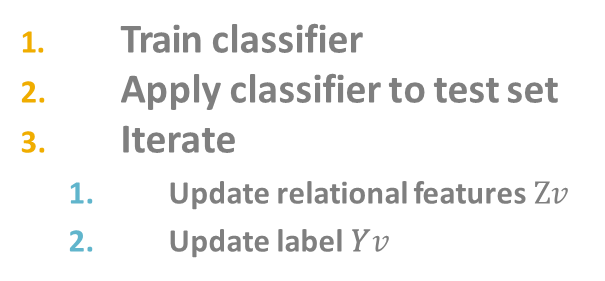 1. Train classifier
2. Apply classifier to test set
3. Iterate
1. Update relational features Zv
2. Update label Yv